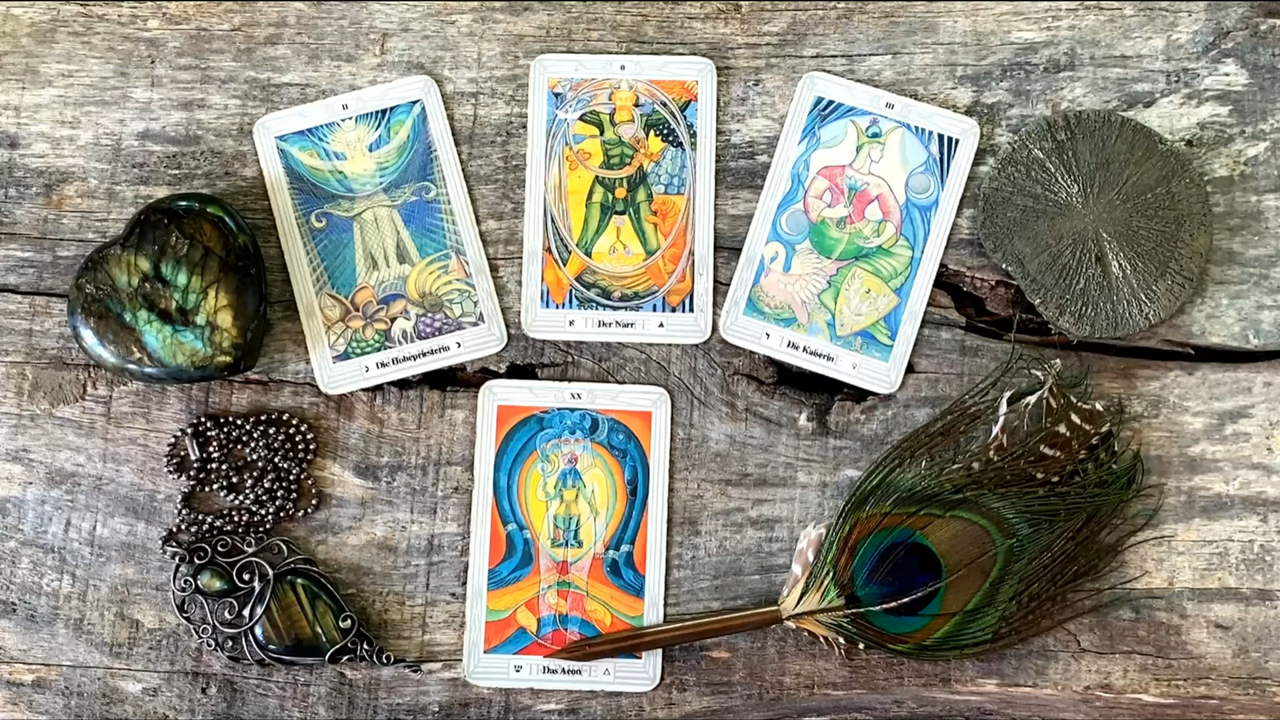 II
Die Hohepriesterin
0
א Der Narr
III
Die Kaiserin
XX
Das Aeon